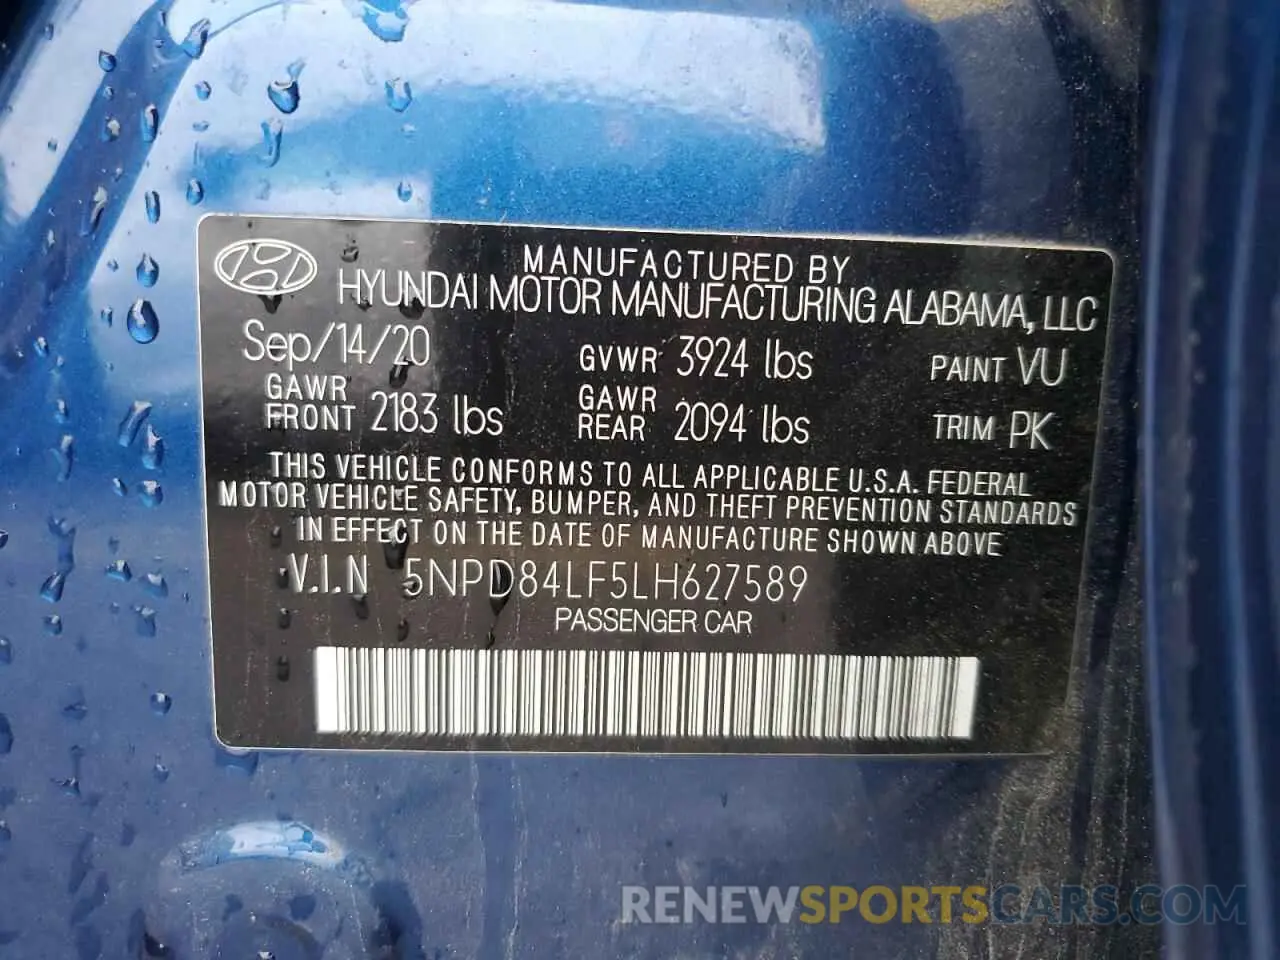 MANUFACTURED BY
HYUNDAI MOTOR MANUFACTURING ALABAMA, LLC
Sep/14/20 GVWR 3924 lbs PAINT VU
GAWR FRONT 2183 lbs GAWR REAR 2094 lbs TRIM PK
THIS VEHICLE CONFORMS TO ALL APPLICABLE U.S.A. FEDERAL
MOTOR VEHICLE SAFETY, BUMPER, AND THEFT PREVENTION STANDARDS
IN EFFECT ON THE DATE OF MANUFACTURE SHOWN ABOVE
V.I.N 5NPD84LF5LH627589
PASSENGER CAR
RENEWSPORTSCARS.COM